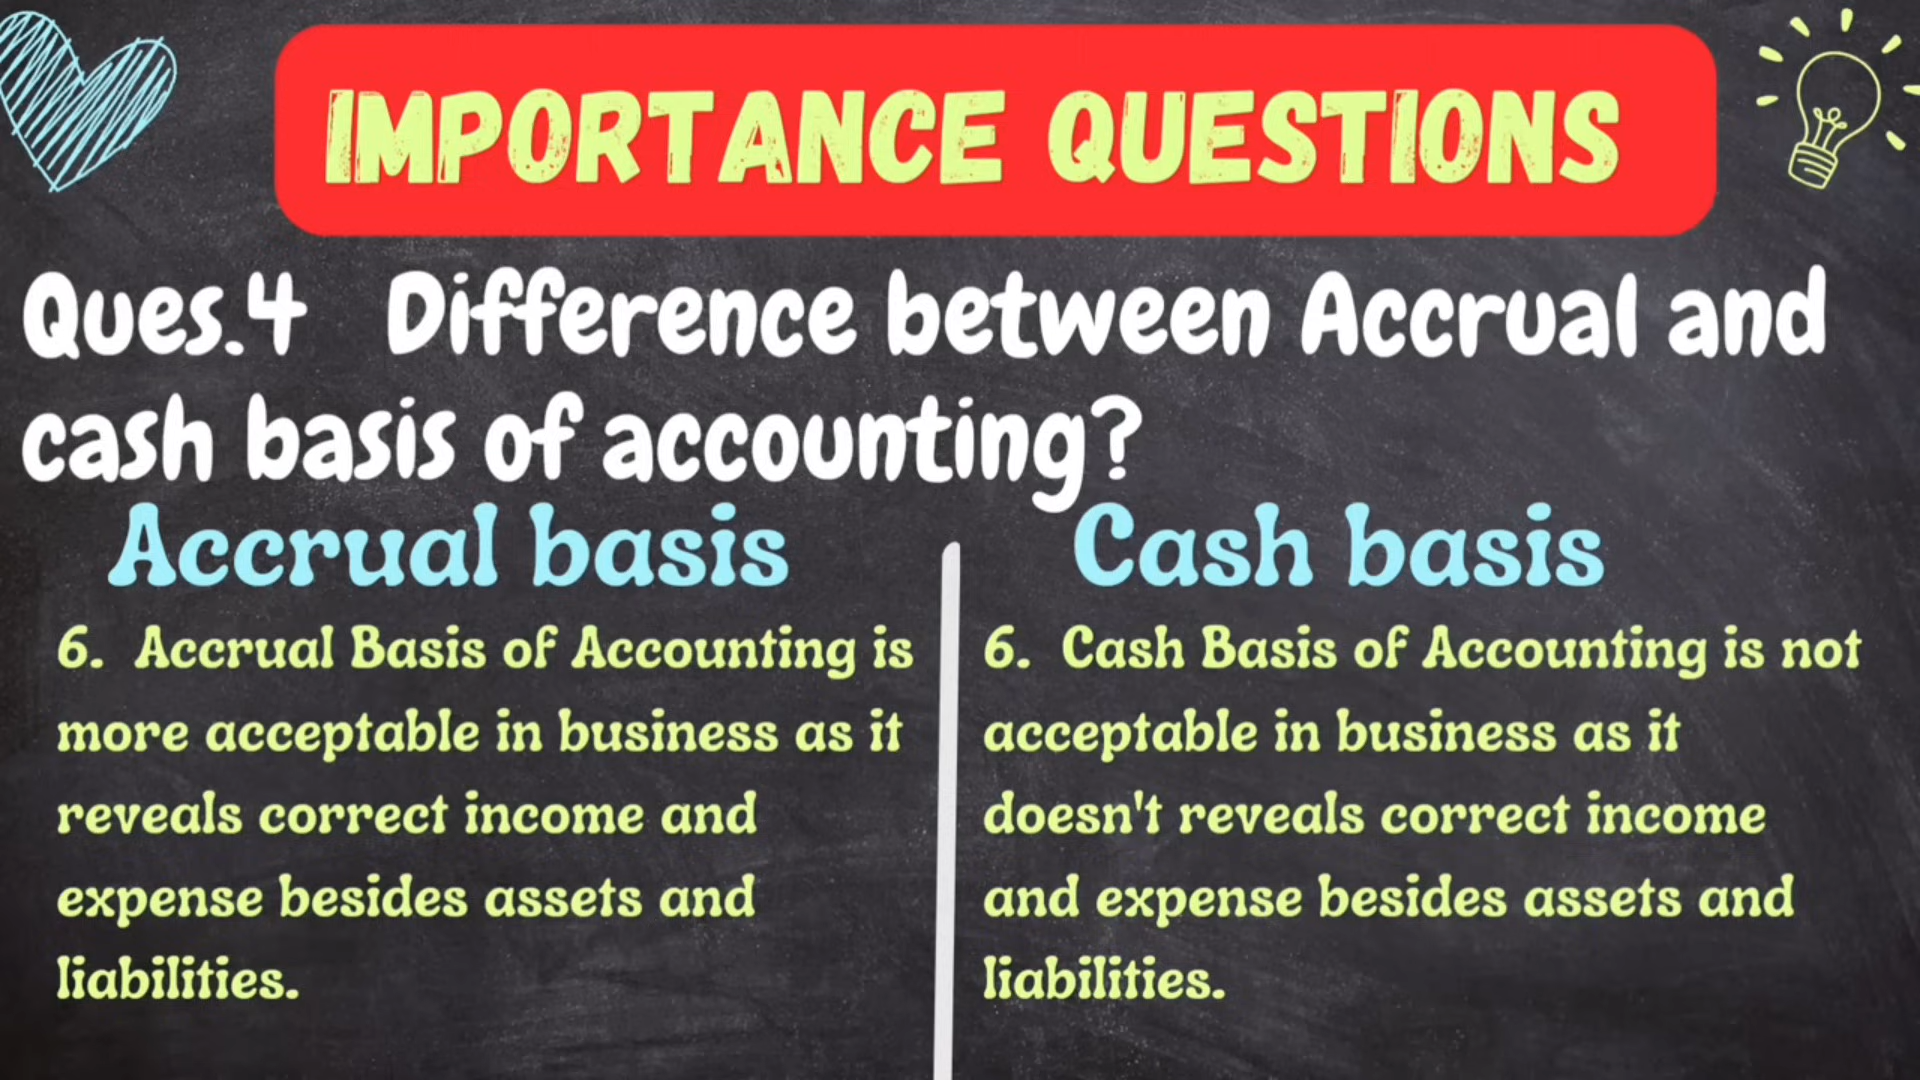 IMPORTANCE QUESTIONS
Ques.4 Difference between Accrual and
cash basis of accounting?
Accrual basis
6. Accrual Basis of Accounting is
more acceptable in business as it
reveals correct income and
expense besides assets and
liabilities.
Cash basis
6. Cash Basis of Accounting is not
acceptable in business as it
doesn't reveals correct income
and expense besides assets and
liabilities.